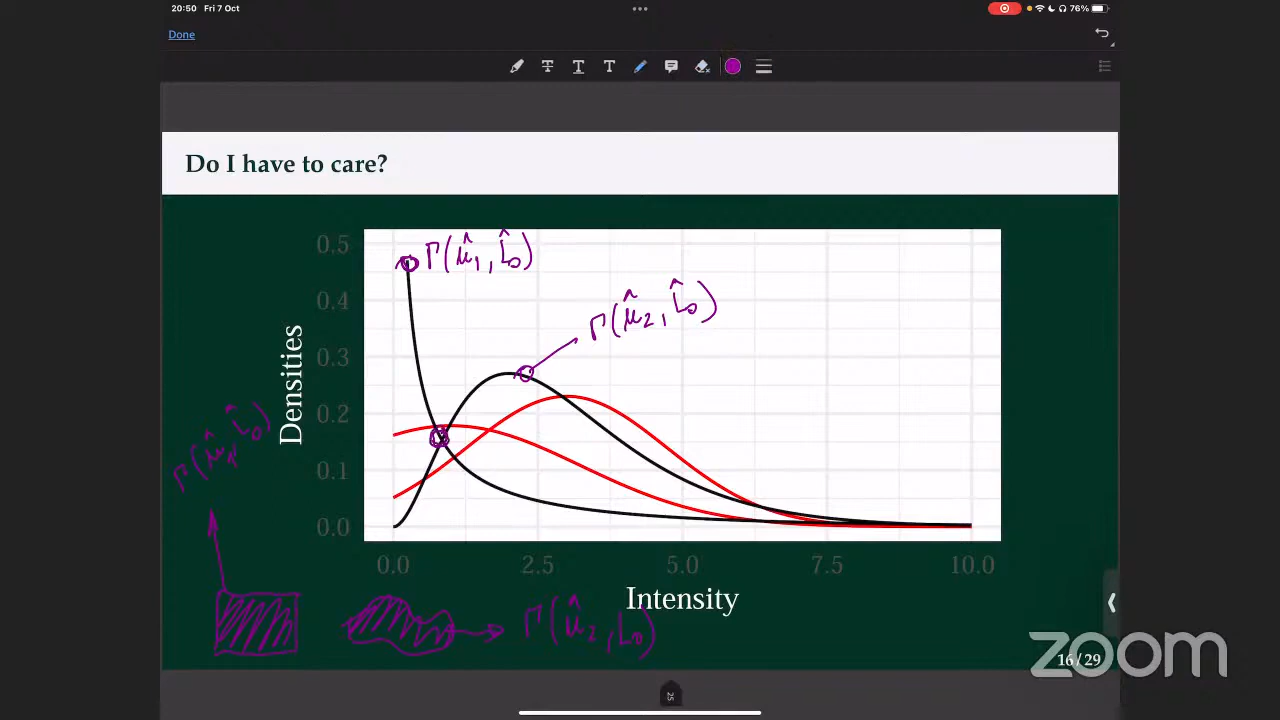 20:50 Fri 7 Oct
76%
Done
T T T
Do I have to care?
0.5
0.4
0.3
0.2
0.1
0.0
Densities
Γ(μ̂₁, L̂₀)
Γ(μ̂₂, L̂₀)
Γ(μ̂₁, L̂₀)
0.0 2.5 5.0 7.5 10.0
Intensity
Γ(μ̂₂, L₀)
16 / 29
zoom
25